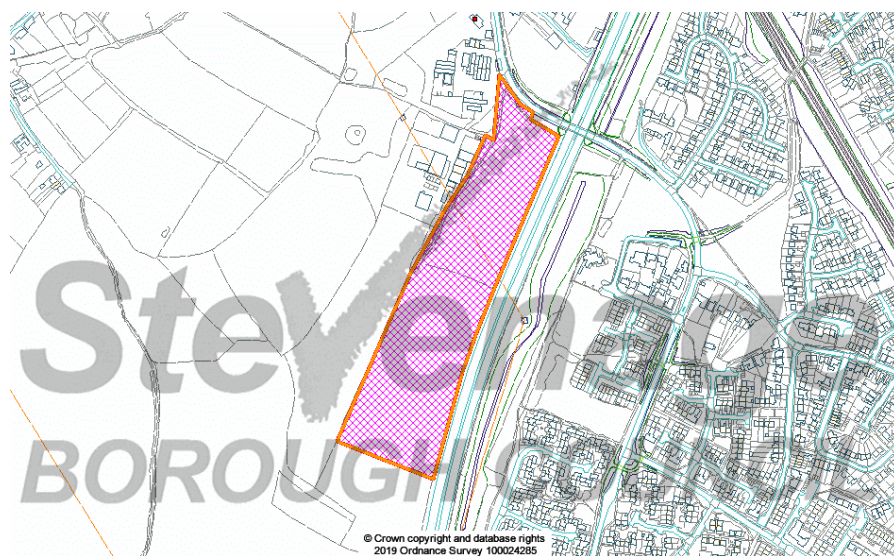 Stevenage
BOROUGH COUNCIL
© Crown copyright and database rights
2019 Ordnance Survey 100024285